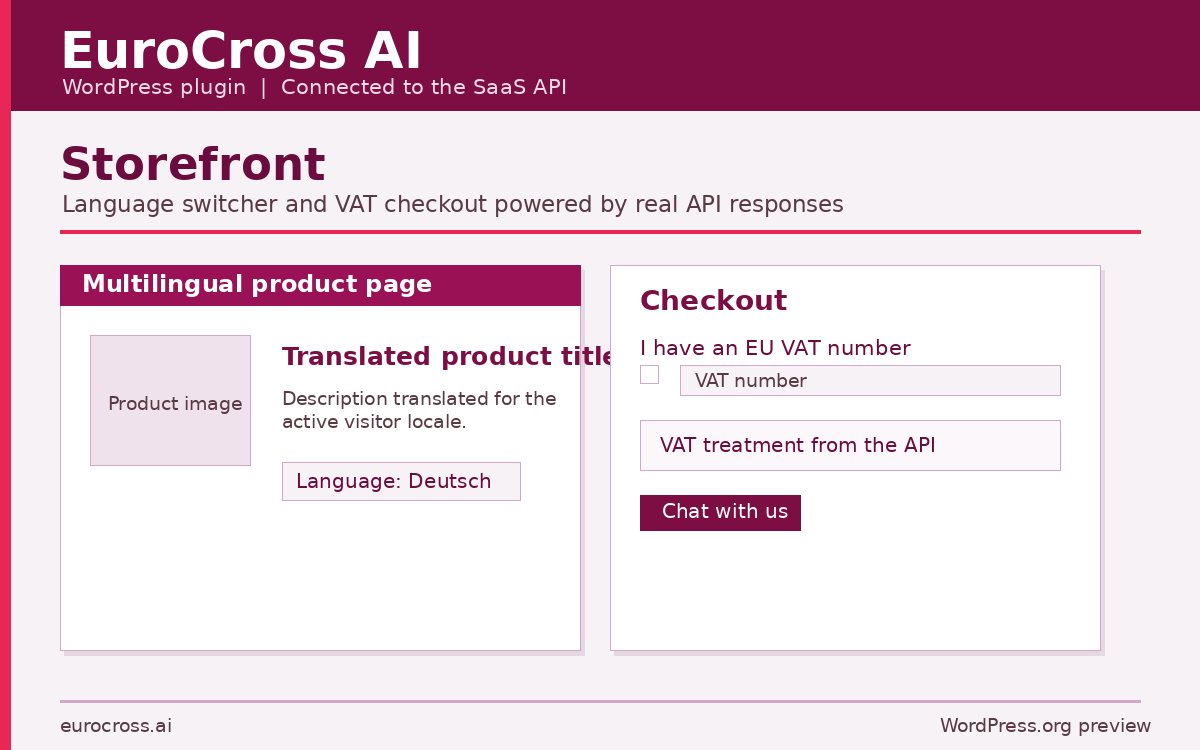 EuroCross AI
WordPress plugin | Connected to the SaaS API
Storefront
Language switcher and VAT checkout powered by real API responses
Multilingual product page
Product image
Translated product title
Description translated for the
active visitor locale.
Language: Deutsch
Checkout
I have an EU VAT number
VAT number
VAT treatment from the API
Chat with us
eurocross.ai
WordPress.org preview